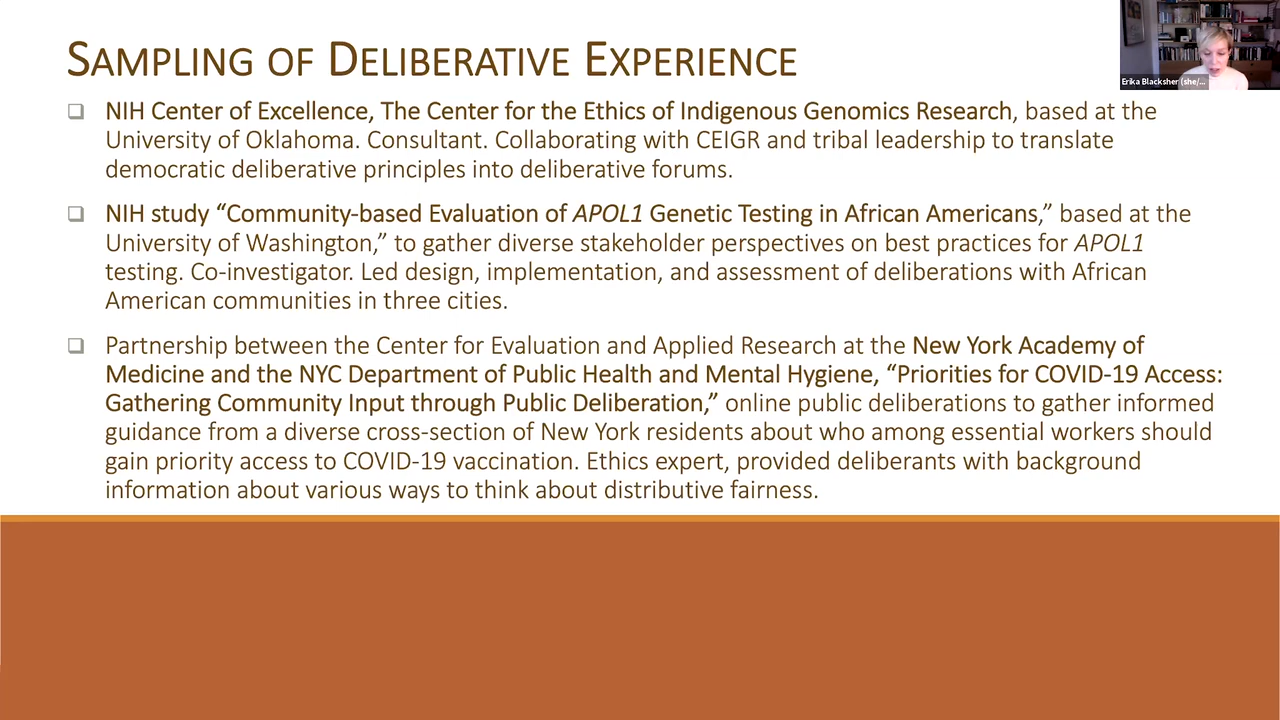 SAMPLING OF DELIBERATIVE EXPERIENCE
Erika Blacksher (she/...
NIH Center of Excellence, The Center for the Ethics of Indigenous Genomics Research, based at the
University of Oklahoma. Consultant. Collaborating with CEIGR and tribal leadership to translate
democratic deliberative principles into deliberative forums.
NIH study “Community-based Evaluation of APOL1 Genetic Testing in African Americans,” based at the
University of Washington,” to gather diverse stakeholder perspectives on best practices for APOL1
testing. Co-investigator. Led design, implementation, and assessment of deliberations with African
American communities in three cities.
Partnership between the Center for Evaluation and Applied Research at the New York Academy of
Medicine and the NYC Department of Public Health and Mental Hygiene, “Priorities for COVID-19 Access:
Gathering Community Input through Public Deliberation,” online public deliberations to gather informed
guidance from a diverse cross-section of New York residents about who among essential workers should
gain priority access to COVID-19 vaccination. Ethics expert, provided deliberants with background
information about various ways to think about distributive fairness.